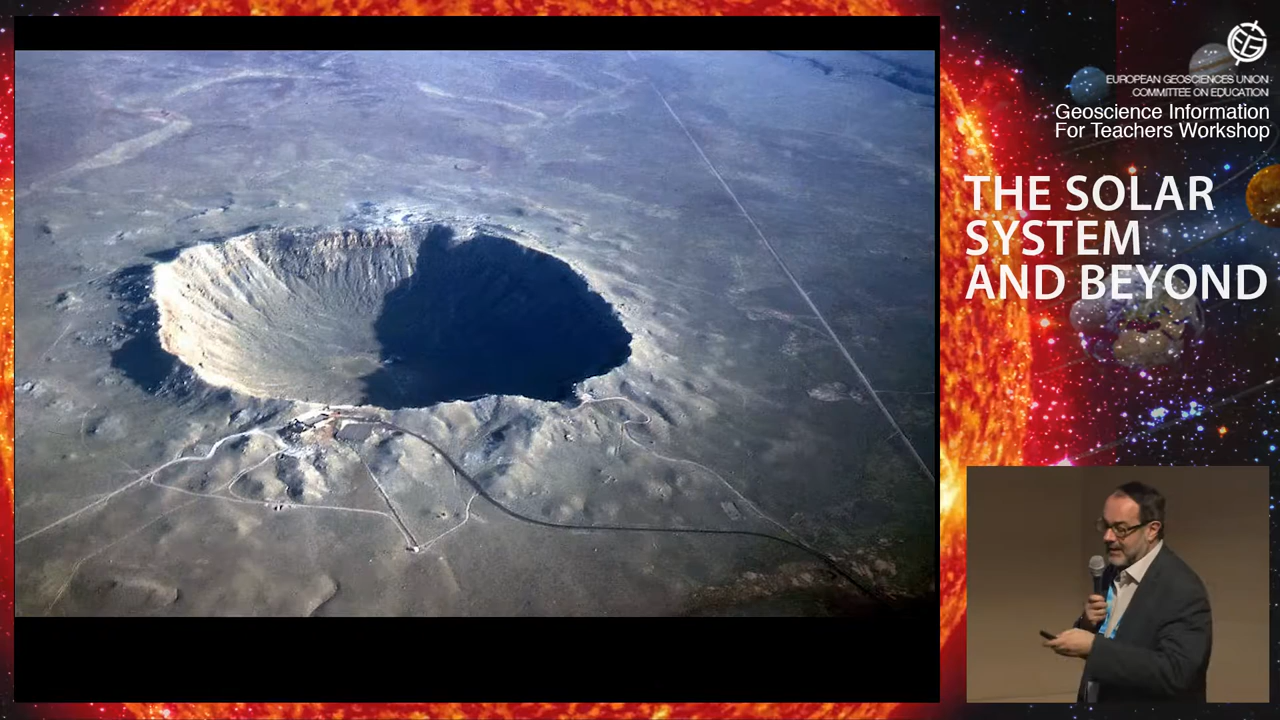 EUROPEAN GEOSCIENCES UNION
COMMITTEE ON EDUCATION
Geoscience Information
For Teachers Workshop
THE SOLAR
SYSTEM
AND BEYOND